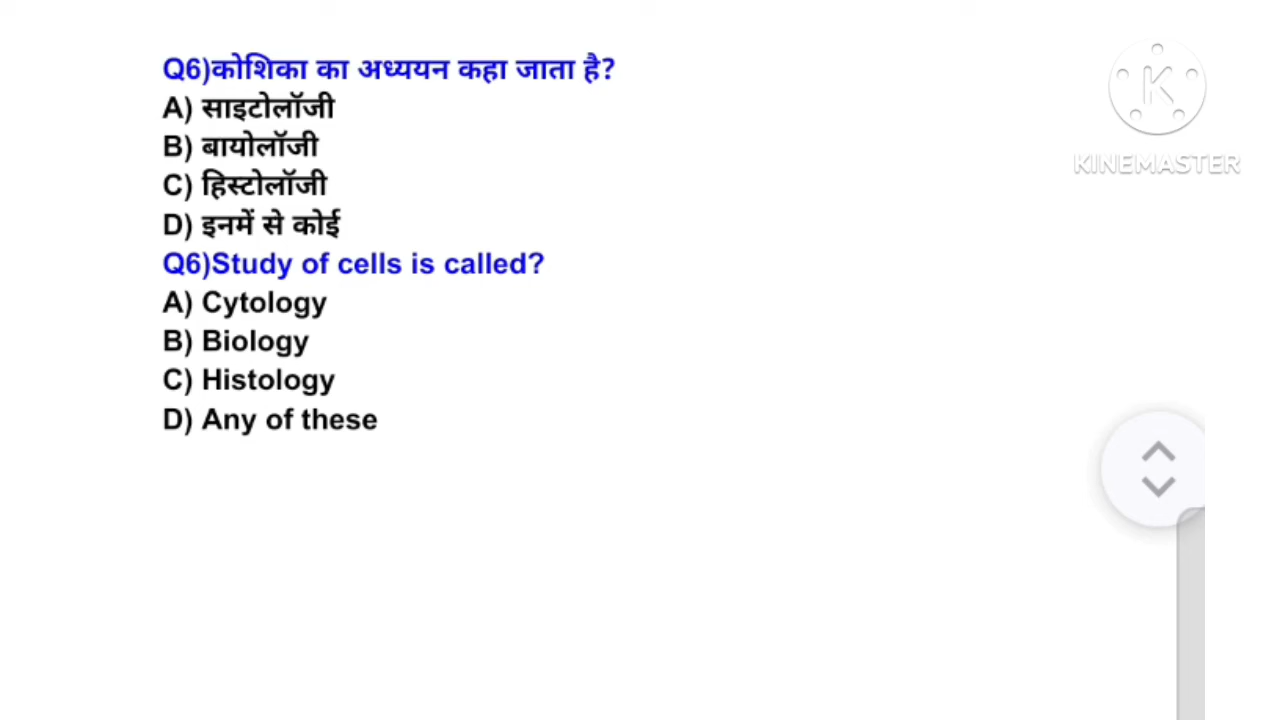 Q6)कोशिका का अध्ययन कहा जाता है?
A) साइटोलॉजी
B) बायोलॉजी
C) हिस्टोलॉजी
D) इनमें से कोई
Q6)Study of cells is called?
A) Cytology
B) Biology
C) Histology
D) Any of these
K
KINEMASTER